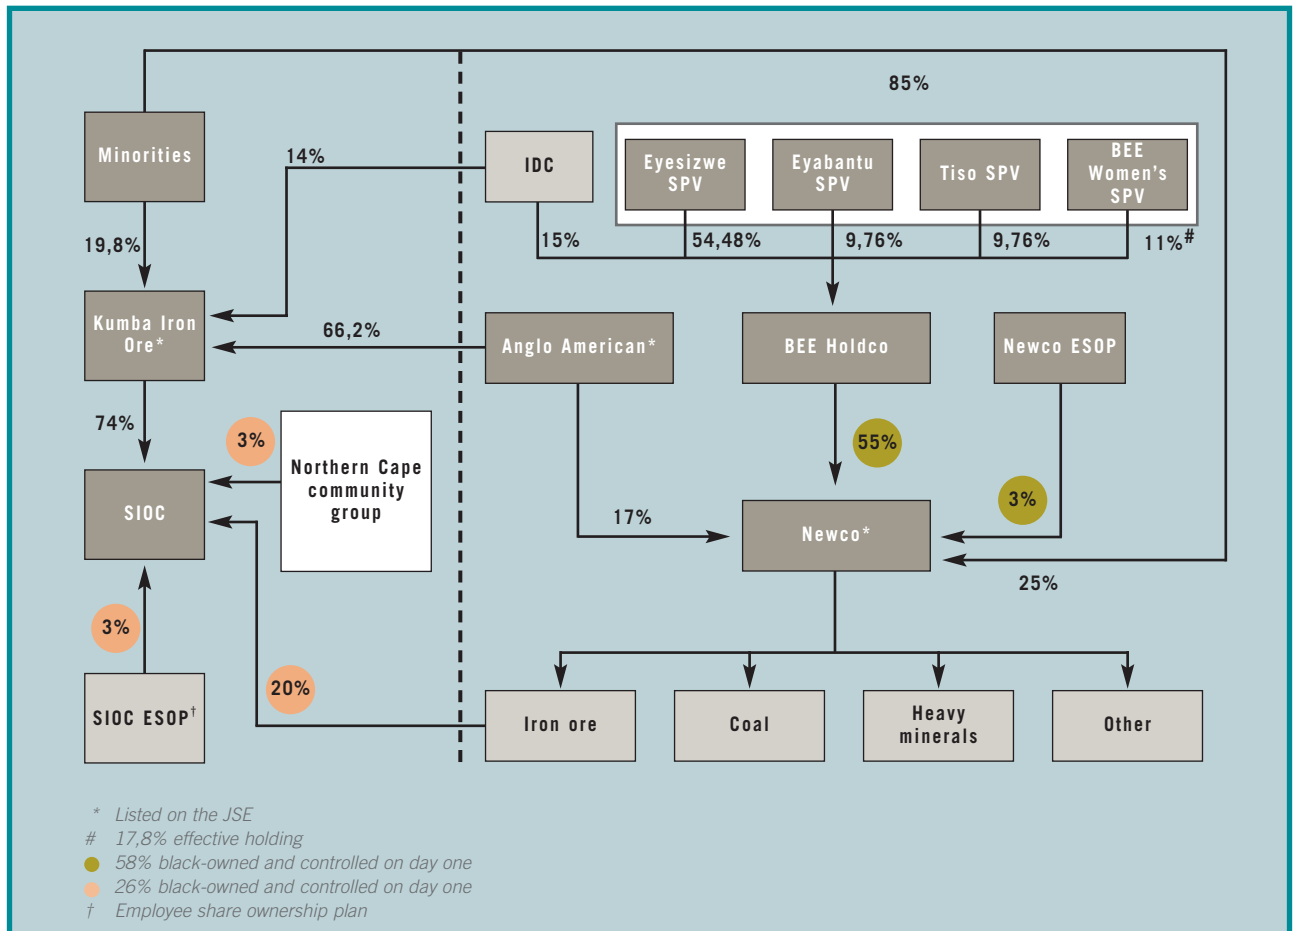 85%
Minorities
14%
IDC
Eyesizwe
SPV
Eyabantu
SPV
Tiso SPV
BEE
Women's
SPV
19,8%
15%
54,48%
9,76%
9,76%
11%#
Kumba Iron
Ore*
66,2%
Anglo American*
BEE Holdco
Newco ESOP
74%
3%
Northern Cape
community
group
55%
SIOC
17%
Newco*
3%
25%
3%
20%
SIOC ESOP†
Iron ore
Coal
Heavy
minerals
Other
* Listed on the JSE
# 17,8% effective holding
58% black-owned and controlled on day one
26% black-owned and controlled on day one
† Employee share ownership plan